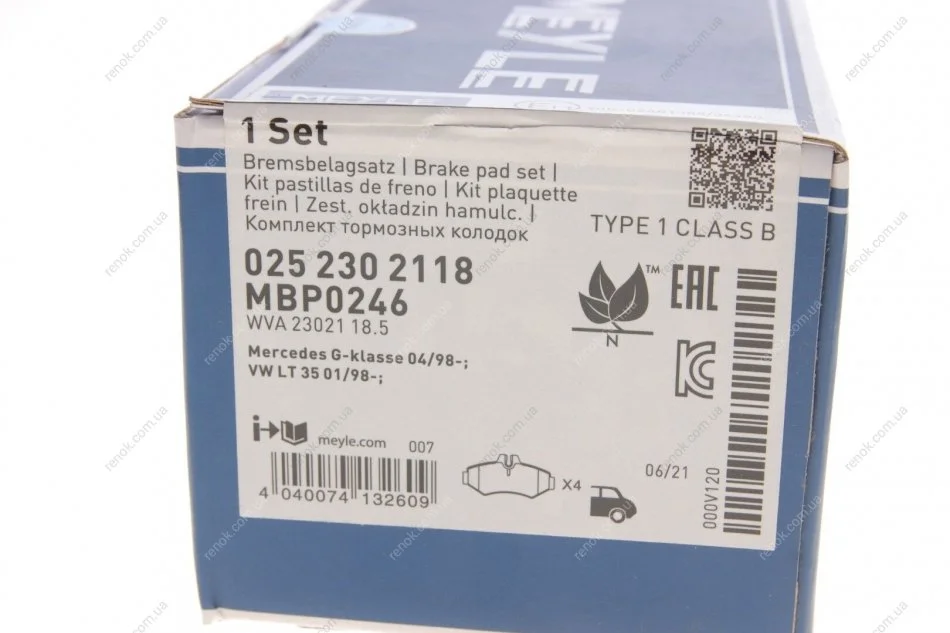 MEYLE
1 Set
Bremsbelagsatz | Brake pad set |
Kit pastillas de freno | Kit plaquette
frein | Zest. okładzin hamulc. |
Комплект тормозных колодок
TYPE 1 CLASS B
025 230 2118
MBP0246
WVA 23021 18.5
TM
N
EAC
Mercedes G-klasse 04/98-;
VW LT 35 01/98-;
meyle.com
007
4 040074 132609
X4
06/21
000V120
renok.com.ua